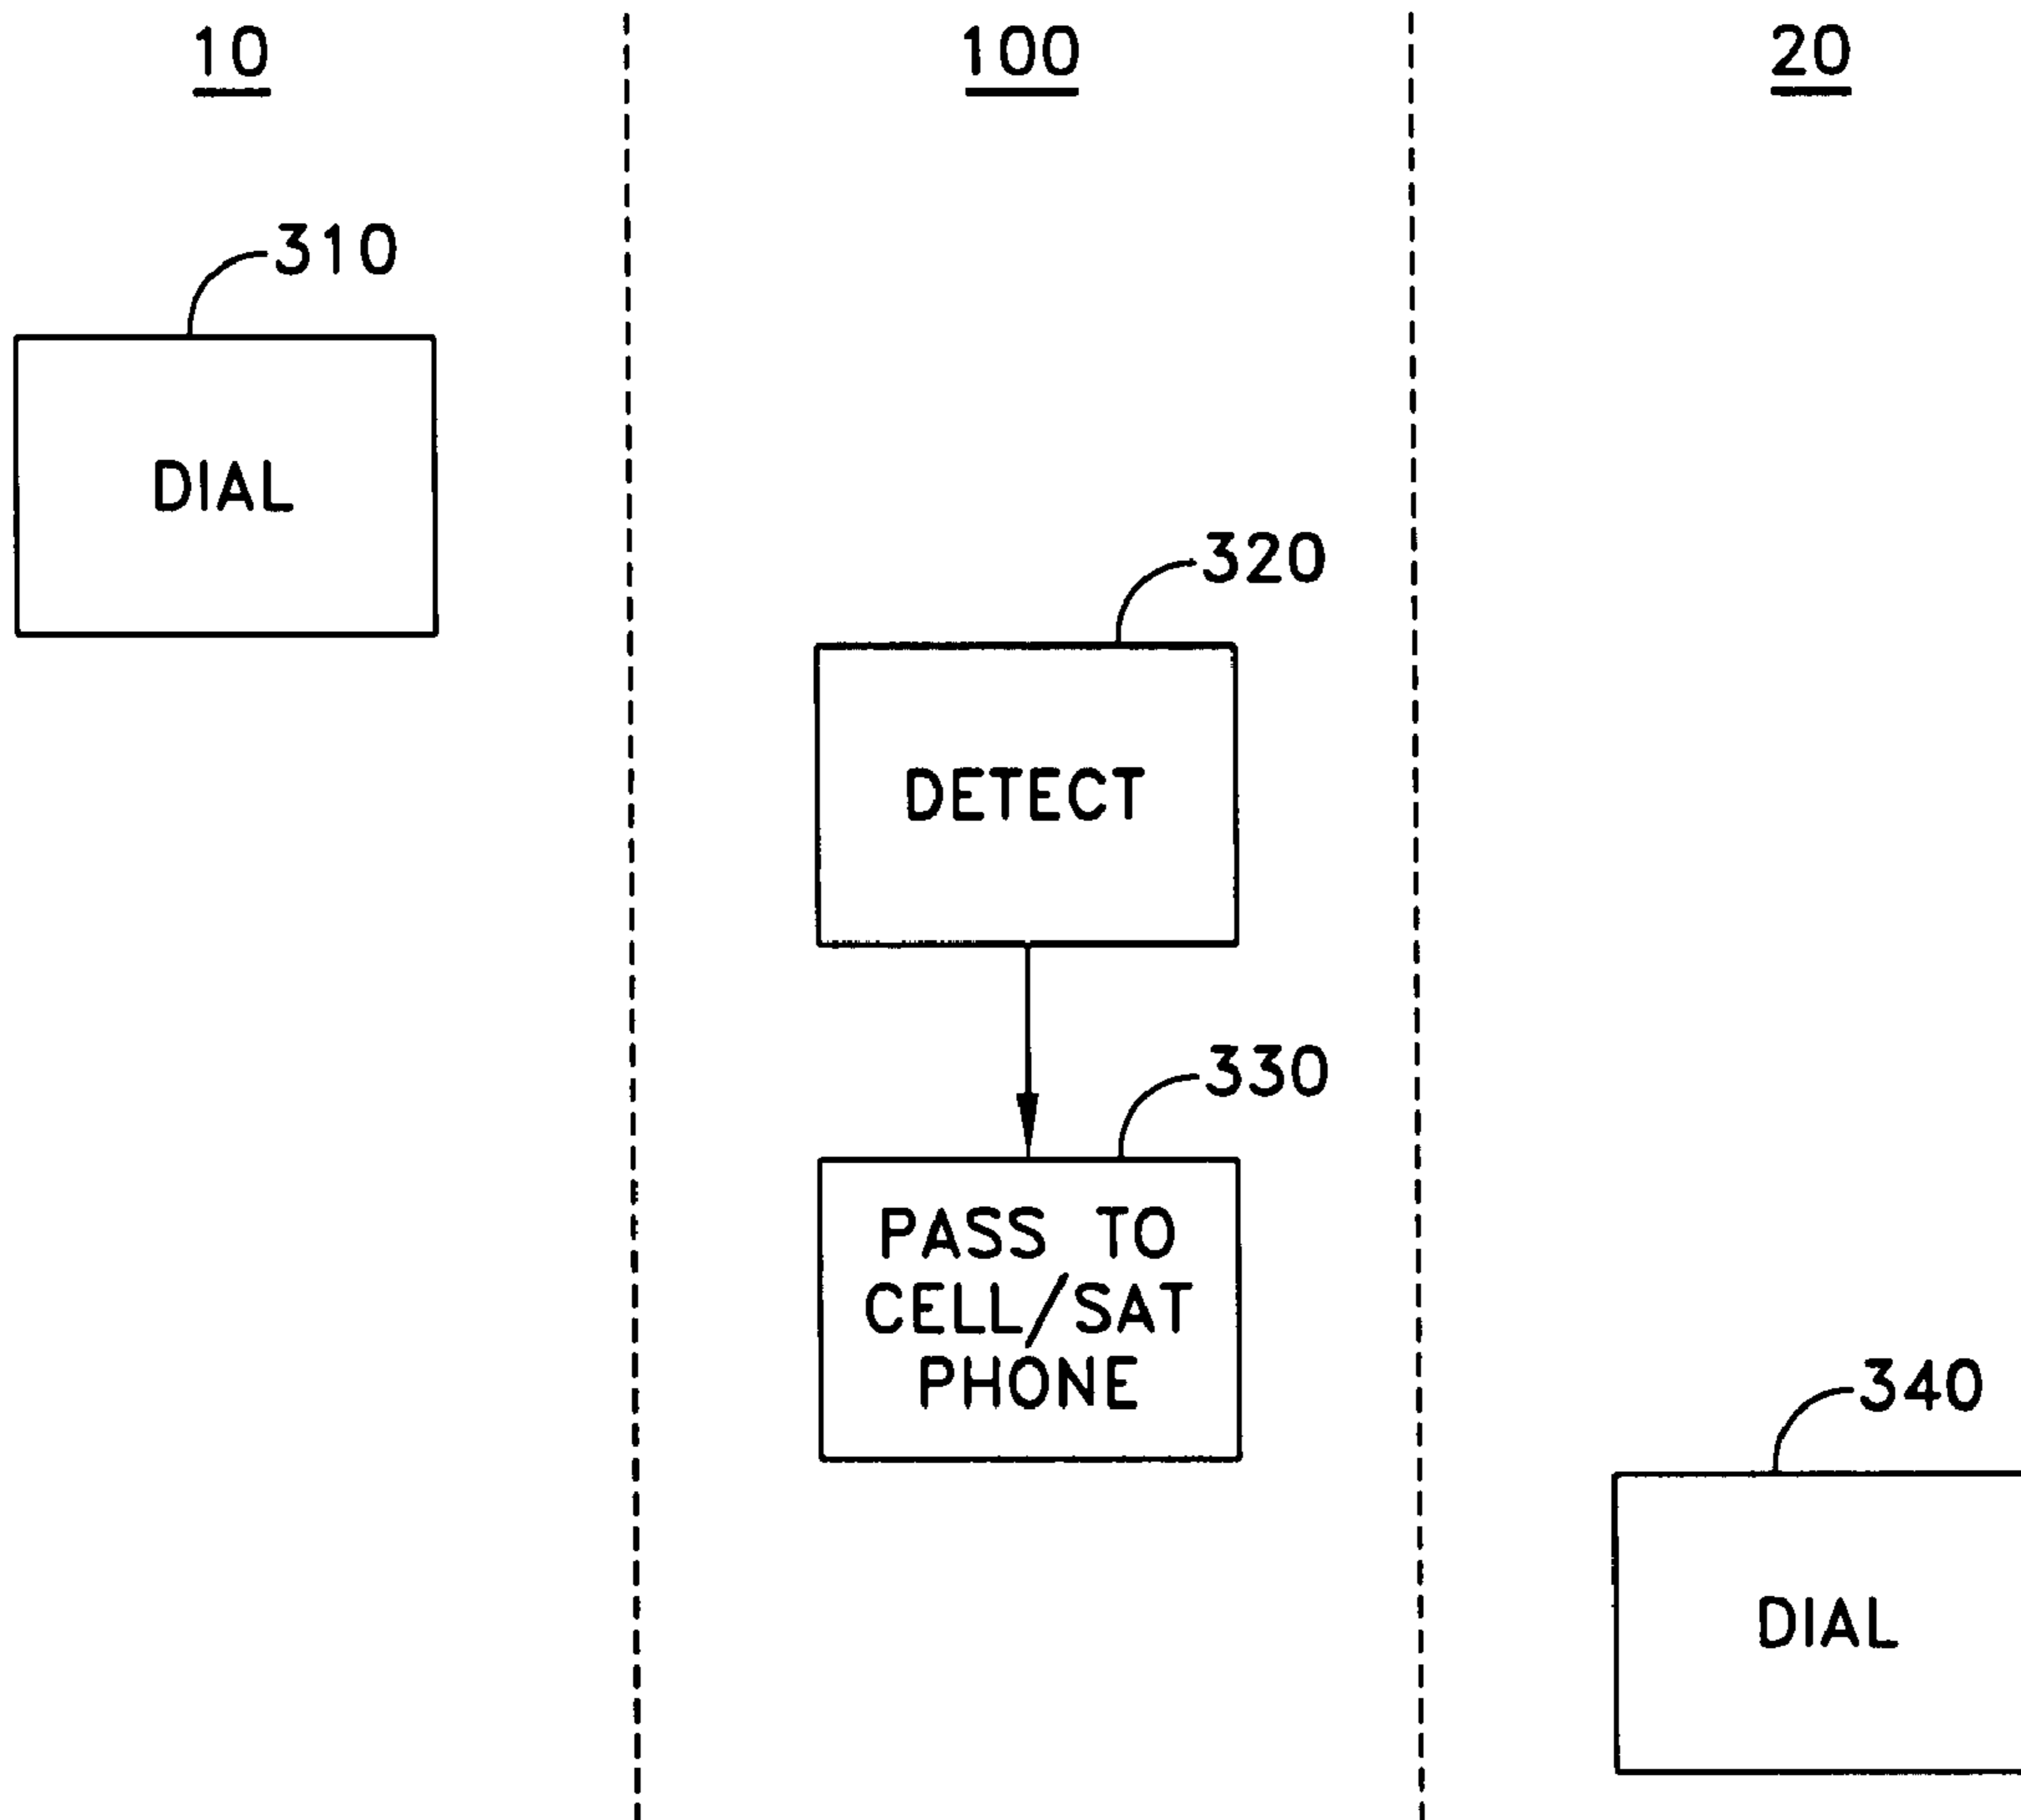 10
100
20
310
DIAL
320
DETECT
330
PASS TO
CELL/SAT
PHONE
340
DIAL